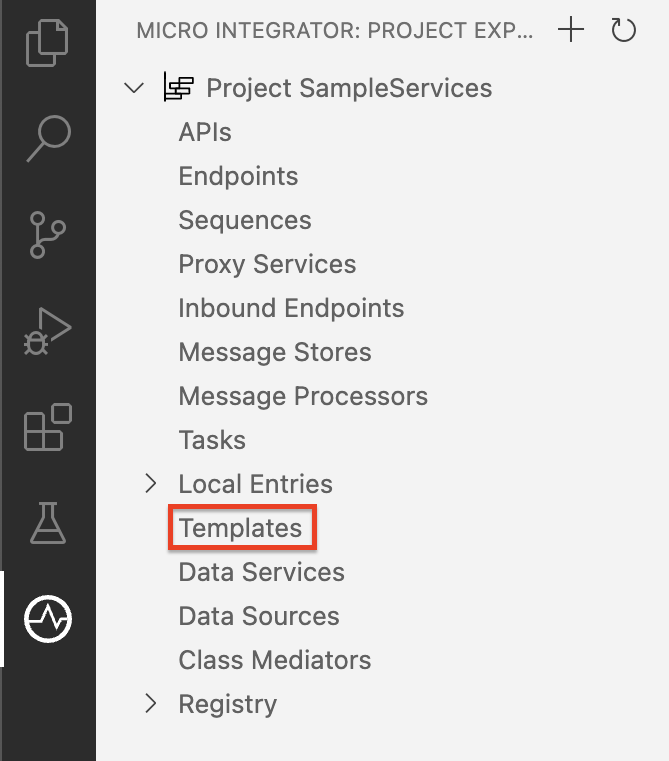 MICRO INTEGRATOR: PROJECT EXP...
Project SampleServices
APIs
Endpoints
Sequences
Proxy Services
Inbound Endpoints
Message Stores
Message Processors
Tasks
Local Entries
Templates
Data Services
Data Sources
Class Mediators
Registry